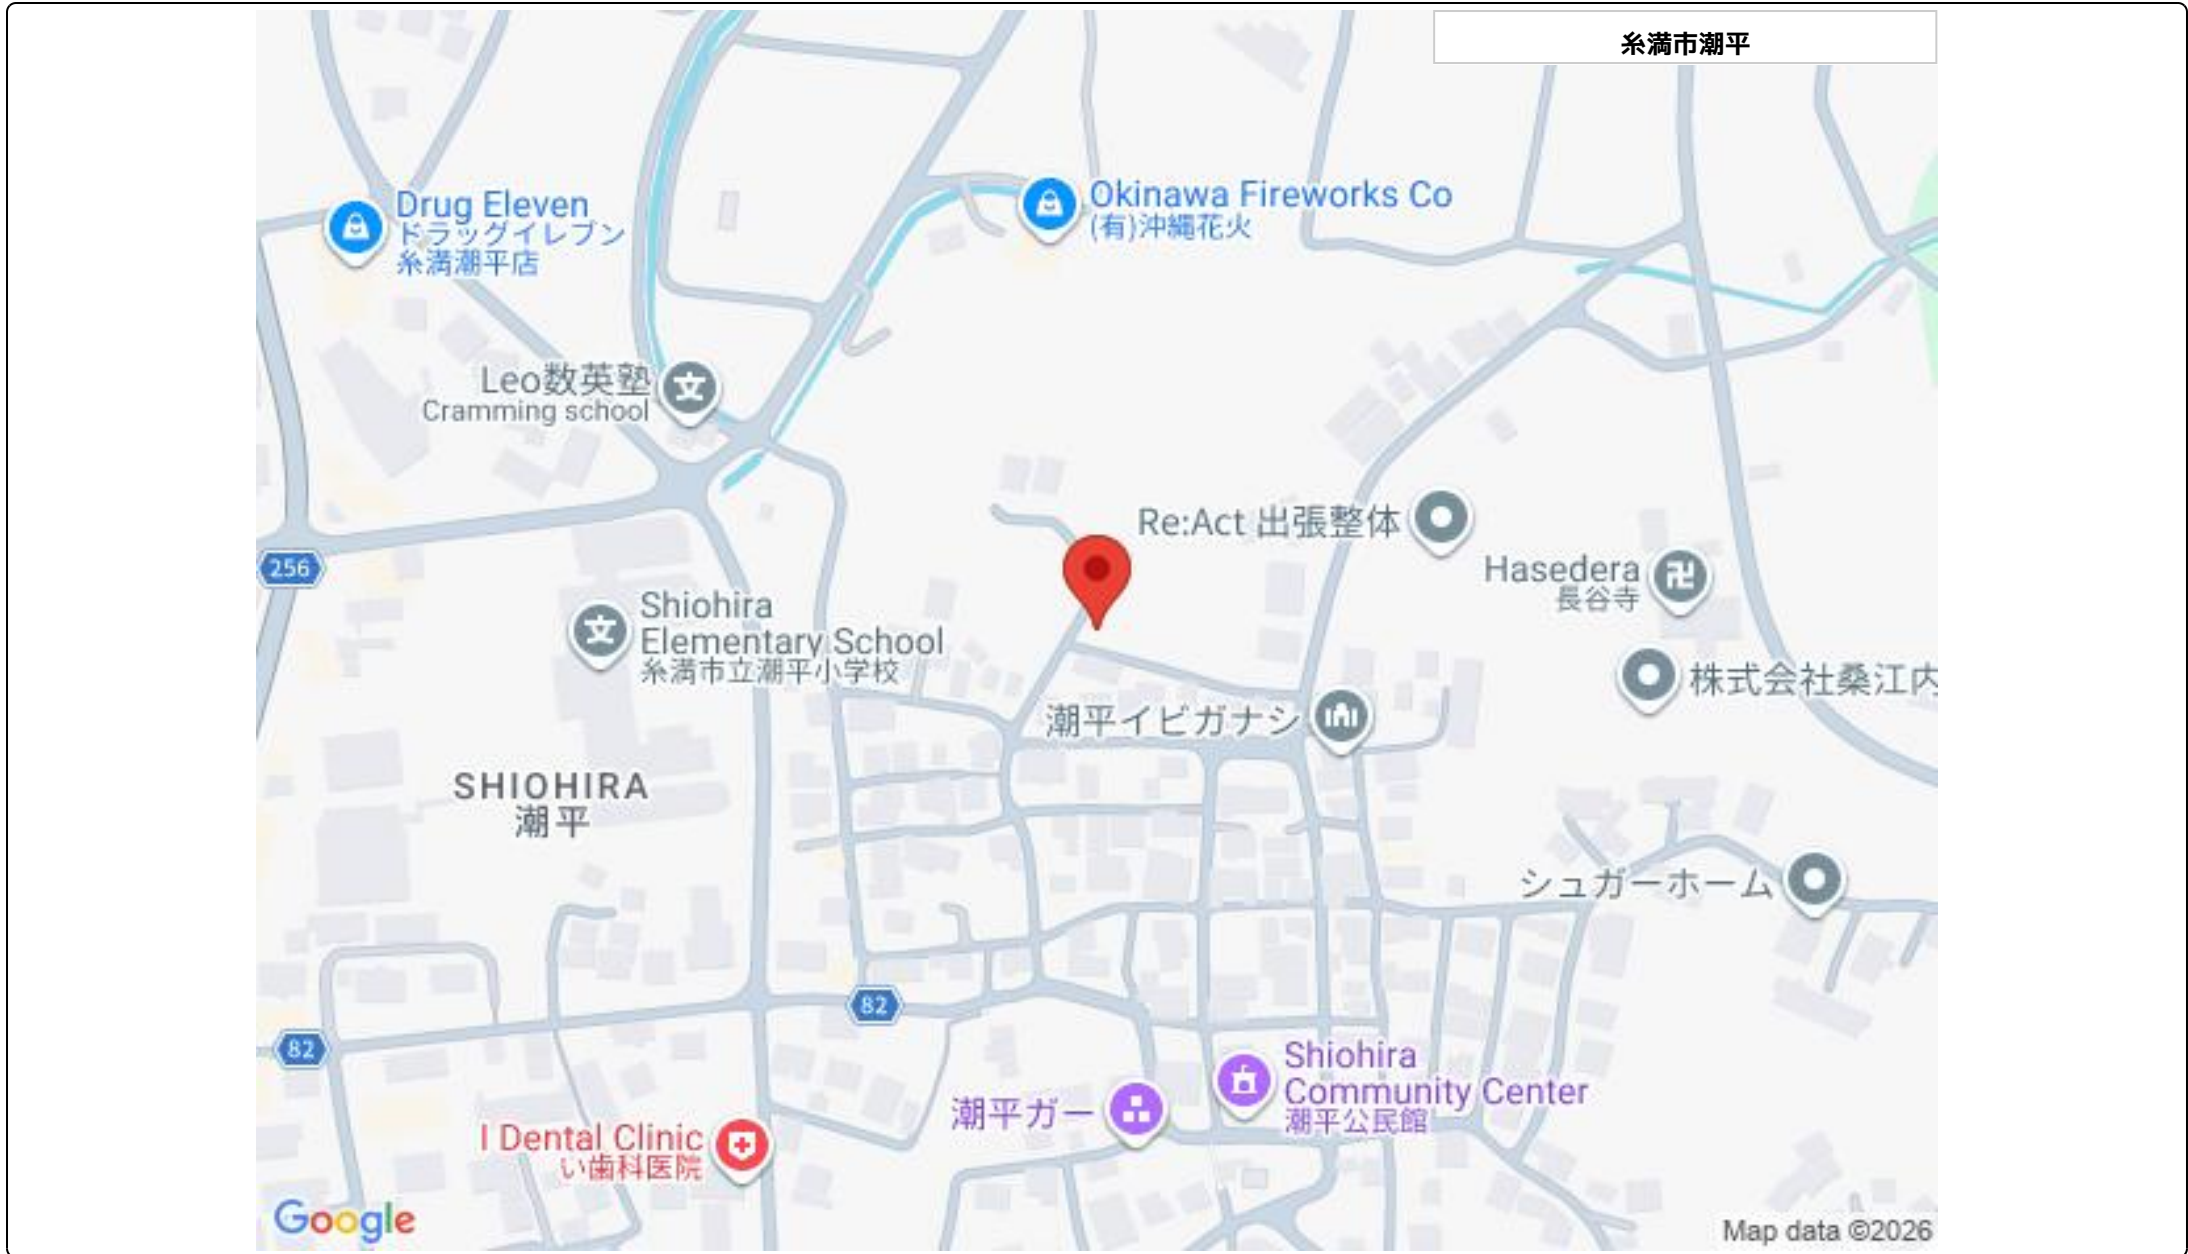 糸満市潮平
Drug Eleven
ドラッグイレブン
糸満潮平店
Okinawa Fireworks Co
(有)沖縄花火
Leo数英塾
Cramming school
Re:Act 出張整体
256
Hasedera
長谷寺
Shiohira
Elementary School
糸満市立潮平小学校
株式会社桑江内
潮平イビガナシ
SHIOHIRA
潮平
シュガーホーム
82
82
Shiohira
Community Center
潮平公民館
潮平ガー
I Dental Clinic
い歯科医院
Google
Map data ©2026